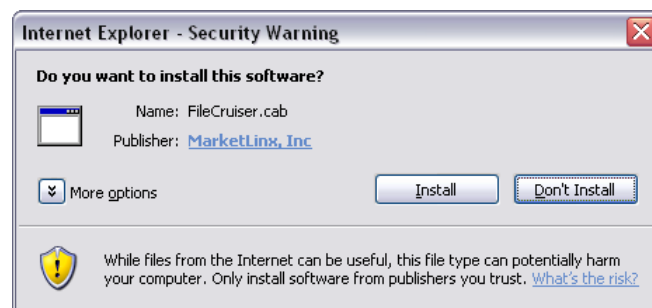 Internet Explorer - Security Warning
Do you want to install this software?
Name: FileCruiser.cab
Publisher: MarketLinx, Inc
More options
Install
Don't Install
While files from the Internet can be useful, this file type can potentially harm
your computer. Only install software from publishers you trust. What's the risk?